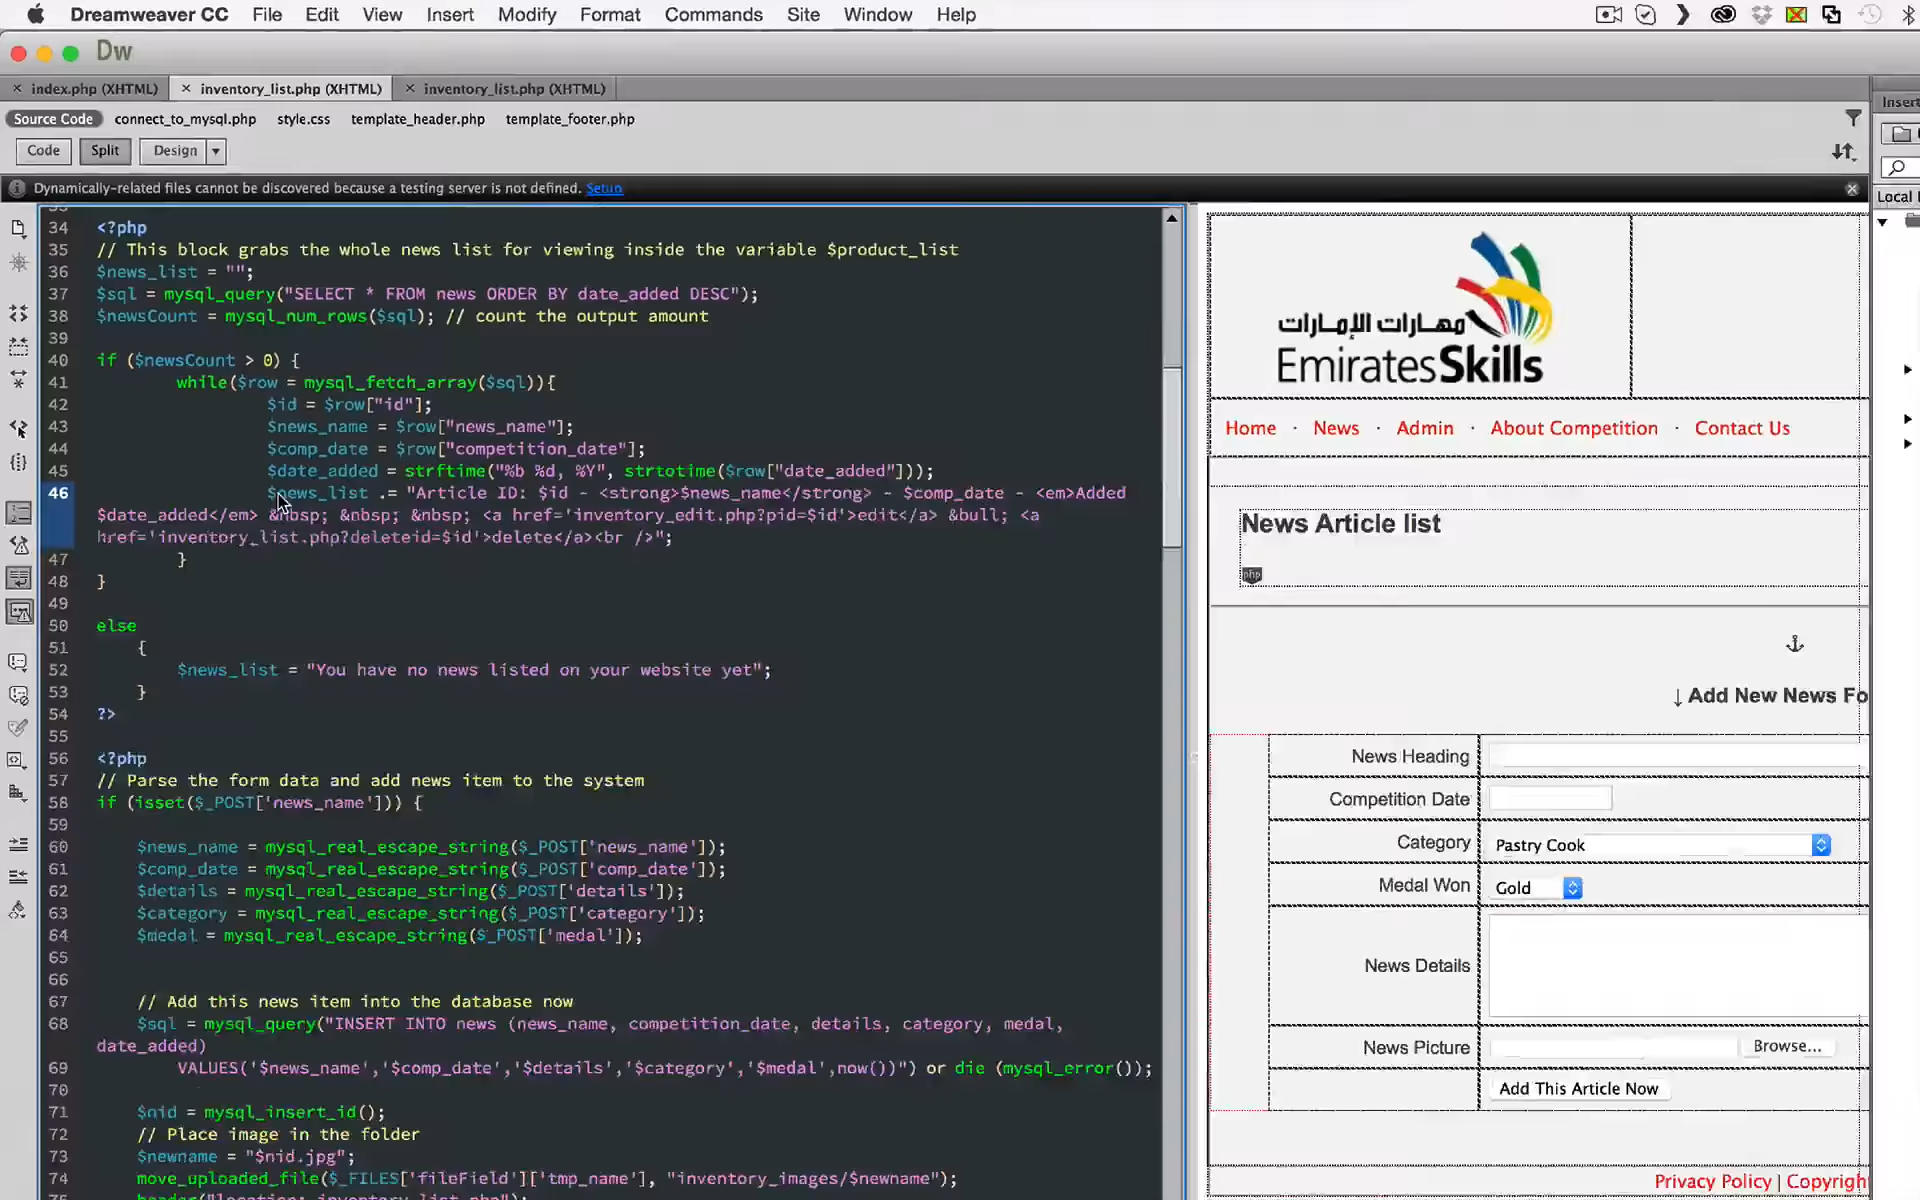 Dreamweaver CC File Edit View Insert Modify Format Commands Site Window Help
Dw
index.php (XHTML) inventory_list.php (XHTML) inventory_list.php (XHTML)
Source Code connect_to_mysql.php style.css template_header.php template_footer.php
Code Split Design
Dynamically-related files cannot be discovered because a testing server is not defined. Setup
Insert
Local
34 <?php
35 // This block grabs the whole news list for viewing inside the variable $product_list
36 $news_list = "";
37 $sql = mysql_query("SELECT * FROM news ORDER BY date_added DESC");
38 $newsCount = mysql_num_rows($sql); // count the output amount
39
40 if ($newsCount > 0) {
41 while($row = mysql_fetch_array($sql)){
42 $id = $row["id"];
43 $news_name = $row["news_name"];
44 $comp_date = $row["competition_date"];
45 $date_added = strftime("%b %d, %Y", strtotime($row["date_added"]));
46 $news_list .= "Article ID: $id - <strong>$news_name</strong> - $comp_date - <em>Added
$date_added</em> &nbsp; &nbsp; &nbsp; <a href='inventory_edit.php?pid=$id'>edit</a> &bull; <a
href='inventory_list.php?deleteid=$id'>delete</a><br />";
47 }
48 }
49
50 else
51 {
52 $news_list = "You have no news listed on your website yet";
53 }
54 ?>
55
56 <?php
57 // Parse the form data and add news item to the system
58 if (isset($_POST['news_name'])) {
59
60 $news_name = mysql_real_escape_string($_POST['news_name']);
61 $comp_date = mysql_real_escape_string($_POST['comp_date']);
62 $details = mysql_real_escape_string($_POST['details']);
63 $category = mysql_real_escape_string($_POST['category']);
64 $medal = mysql_real_escape_string($_POST['medal']);
65
66
67 // Add this news item into the database now
68 $sql = mysql_query("INSERT INTO news (news_name, competition_date, details, category, medal,
date_added)
69 VALUES('$news_name','$comp_date','$details','$category','$medal',now())") or die (mysql_error());
70
71 $nid = mysql_insert_id();
72 // Place image in the folder
73 $newname = "$nid.jpg";
74 move_uploaded_file($_FILES['fileField']['tmp_name'], "inventory_images/$newname");
مهارات الإمارات
EmiratesSkills
Home · News · Admin · About Competition · Contact Us
News Article list
php
↓ Add New News Fo
News Heading
Competition Date
Category Pastry Cook
Medal Won Gold
News Details
News Picture Browse...
Add This Article Now
Privacy Policy | Copyrigh